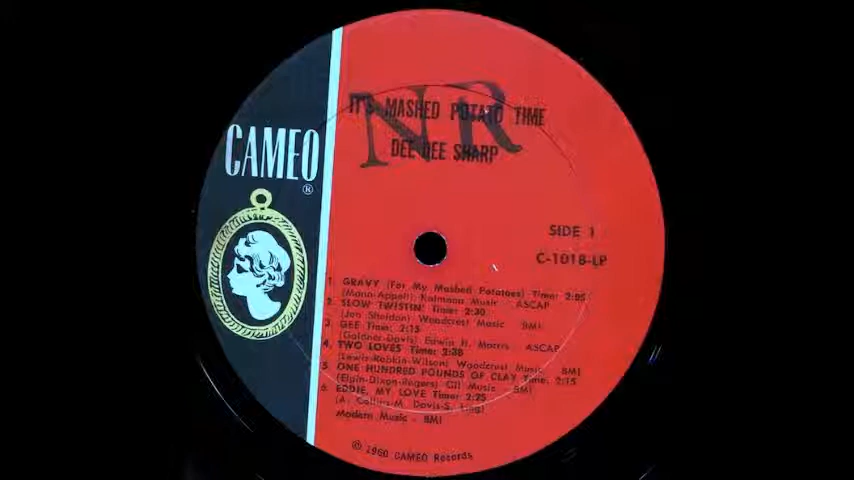 NR
IT'S MASHED POTATO TIME
DEE DEE SHARP
CAMEO
®
SIDE 1
C-1018-LP
1. GRAVY (For My Mashed Potatoes) Time: 2:05
(Mann-Appell) Kalmann Music ASCAP
2. SLOW TWISTIN' Time: 2:30
(Jon Sheldon) Woodcrest Music BMI
3. GEE Time: 2:15
(Goldner-Davis) Edwin H. Morris ASCAP
4. TWO LOVES Time: 2:38
(Lewis-Kobkin-Wilson) Woodcrest Music BMI
5 ONE HUNDRED POUNDS OF CLAY Time: 2:15
(Elgin-Dixon-Rogers) Gil Music BMI
6. EDDIE, MY LOVE Time: 2:25
(A. Collins-M. Davis-S.
Modern Music - BMI
℗ 1960 CAMEO Records